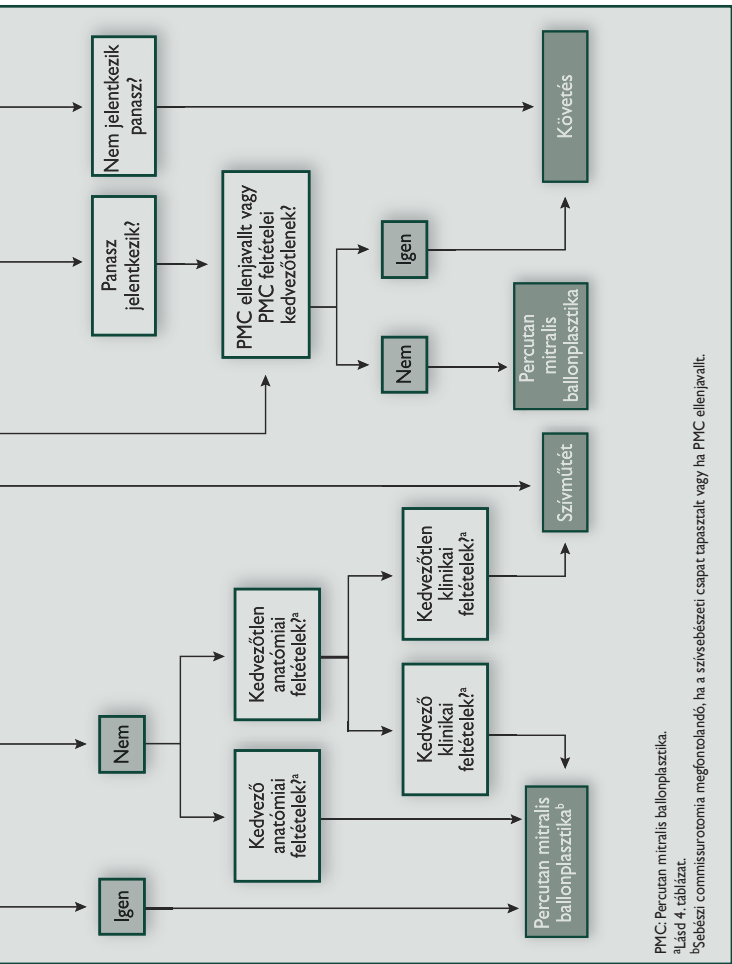 Igen
Nem
Kedvező
anatómiai
feltételek?ᵃ
Kedvezőtlen
anatómiai
feltételek?ᵃ
Kedvező
klinikai
feltételek?ᵃ
Kedvezőtlen
klinikai
feltételek?ᵃ
Percutan mitralis
ballonplasztikaᵇ
Szívműtét
Panasz
jelentkezik?
Nem jelentkezik
panasz?
PMC ellenjavallt vagy
PMC feltételei
kedvezőtlenek?
Nem
Igen
Percutan
mitralis
ballonplasztika
Követés
PMC: Percutan mitralis ballonplasztika.
ᵃLásd 4. táblázat.
ᵇSebészi commissurotomia megfontolandó, ha a szívsebészeti csapat tapasztalt vagy ha PMC ellenjavallt.